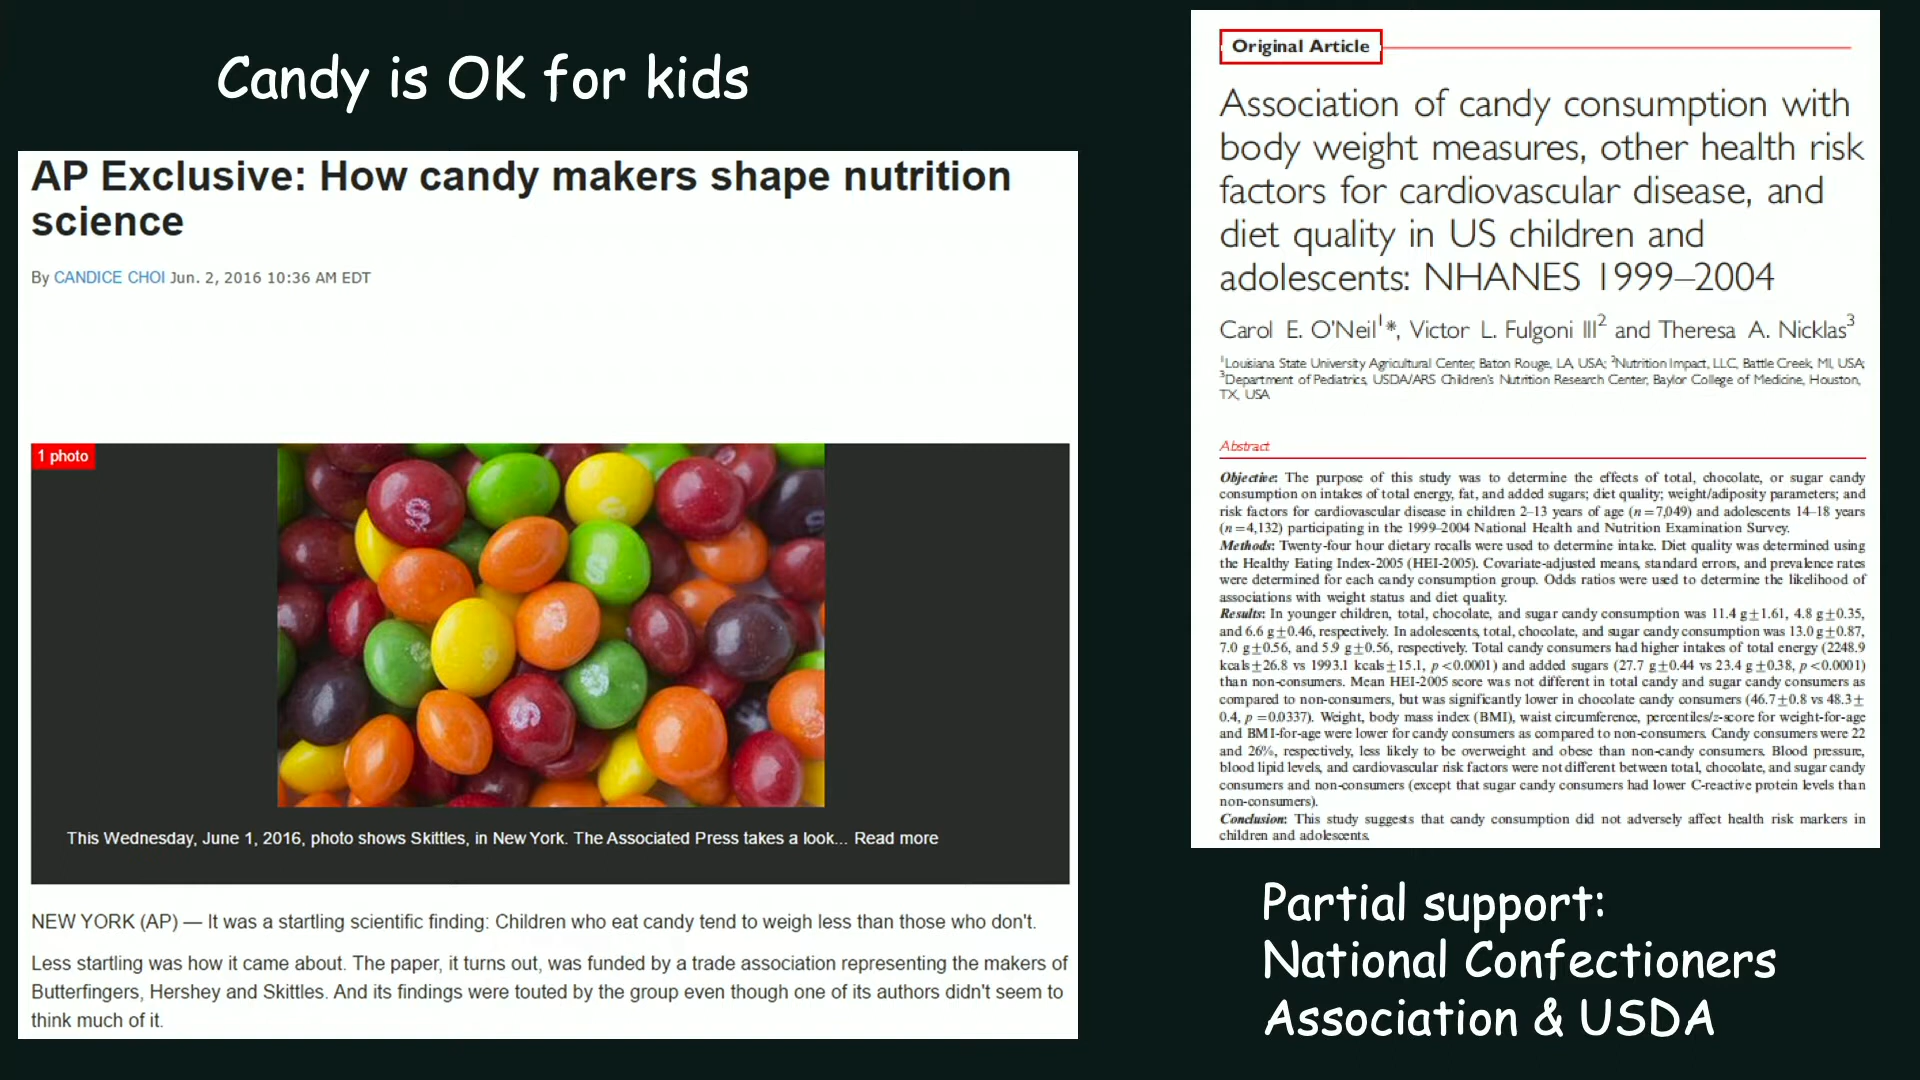 Candy is OK for kids
AP Exclusive: How candy makers shape nutrition
science
By CANDICE CHOI Jun. 2, 2016 10:36 AM EDT
1 photo
This Wednesday, June 1, 2016, photo shows Skittles, in New York. The Associated Press takes a look... Read more
NEW YORK (AP) — It was a startling scientific finding: Children who eat candy tend to weigh less than those who don't.
Less startling was how it came about. The paper, it turns out, was funded by a trade association representing the makers of
Butterfingers, Hershey and Skittles. And its findings were touted by the group even though one of its authors didn't seem to
think much of it.
Original Article
Association of candy consumption with
body weight measures, other health risk
factors for cardiovascular disease, and
diet quality in US children and
adolescents: NHANES 1999–2004
Carol E. O'Neil1*, Victor L. Fulgoni III2 and Theresa A. Nicklas3
1Louisiana State University Agricultural Center, Baton Rouge, LA, USA; 2Nutrition Impact, LLC, Battle Creek, MI, USA;
3Department of Pediatrics, USDA/ARS Children's Nutrition Research Center, Baylor College of Medicine, Houston,
TX, USA
Abstract
Objective: The purpose of this study was to determine the effects of total, chocolate, or sugar candy
consumption on intakes of total energy, fat, and added sugars; diet quality; weight/adiposity parameters; and
risk factors for cardiovascular disease in children 2–13 years of age (n=7,049) and adolescents 14–18 years
(n=4,132) participating in the 1999–2004 National Health and Nutrition Examination Survey.
Methods: Twenty-four hour dietary recalls were used to determine intake. Diet quality was determined using
the Healthy Eating Index-2005 (HEI-2005). Covariate-adjusted means, standard errors, and prevalence rates
were determined for each candy consumption group. Odds ratios were used to determine the likelihood of
associations with weight status and diet quality.
Results: In younger children, total, chocolate, and sugar candy consumption was 11.4 g±1.61, 4.8 g±0.35,
and 6.6 g±0.46, respectively. In adolescents, total, chocolate, and sugar candy consumption was 13.0 g±0.87,
7.0 g±0.56, and 5.9 g±0.56, respectively. Total candy consumers had higher intakes of total energy (2248.9
kcals±26.8 vs 1993.1 kcals±15.1, p<0.0001) and added sugars (27.7 g±0.44 vs 23.4 g±0.38, p<0.0001)
than non-consumers. Mean HEI-2005 score was not different in total candy and sugar candy consumers as
compared to non-consumers, but was significantly lower in chocolate candy consumers (46.7±0.8 vs 48.3±
0.4, p=0.0337). Weight, body mass index (BMI), waist circumference, percentiles/z-score for weight-for-age
and BMI-for-age were lower for candy consumers as compared to non-consumers. Candy consumers were 22
and 26%, respectively, less likely to be overweight and obese than non-candy consumers. Blood pressure,
blood lipid levels, and cardiovascular risk factors were not different between total, chocolate, and sugar candy
consumers and non-consumers (except that sugar candy consumers had lower C-reactive protein levels than
non-consumers).
Conclusion: This study suggests that candy consumption did not adversely affect health risk markers in
children and adolescents.
Partial support:
National Confectioners
Association & USDA